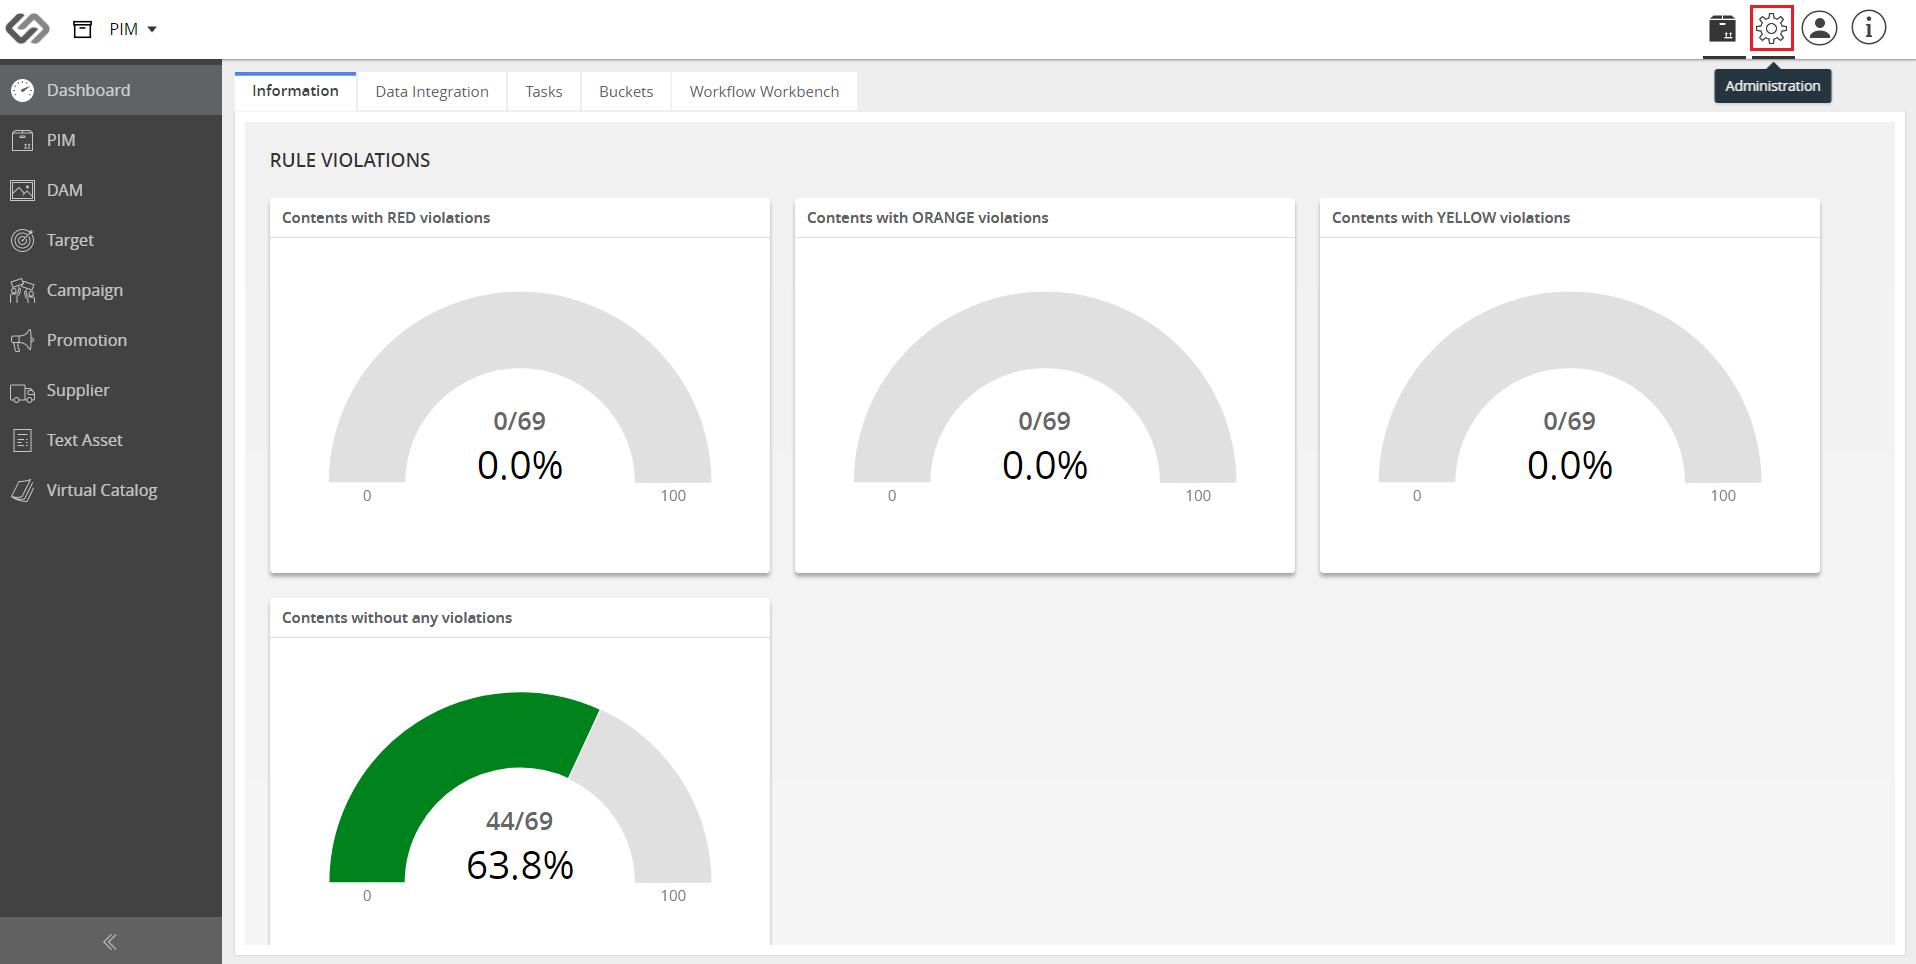 PIM
Administration
Dashboard
PIM
DAM
Target
Campaign
Promotion
Supplier
Text Asset
Virtual Catalog
Information
Data Integration
Tasks
Buckets
Workflow Workbench
RULE VIOLATIONS
Contents with RED violations
0/69
0.0%
0
100
Contents with ORANGE violations
0/69
0.0%
0
100
Contents with YELLOW violations
0/69
0.0%
0
100
Contents without any violations
44/69
63.8%
0
100